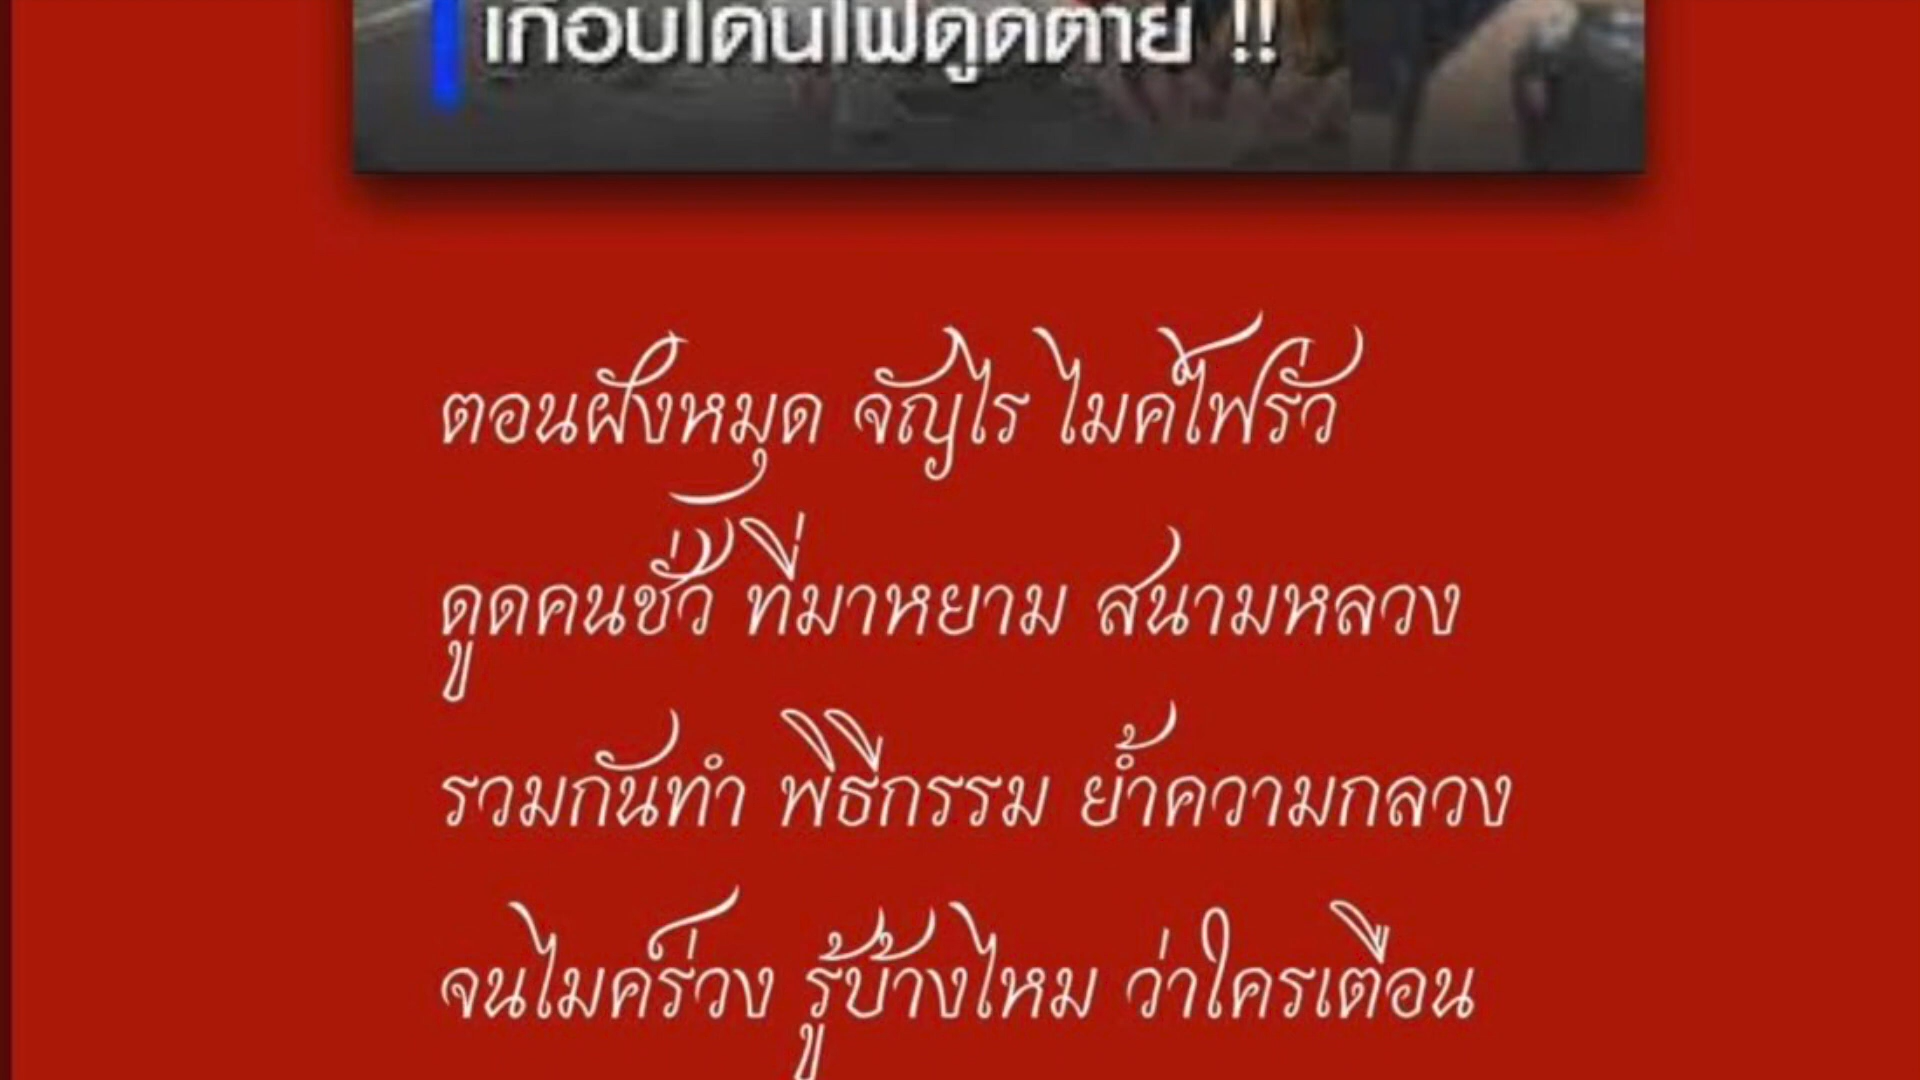 เกือบโดนไฟดูดตาย !!
ตอนฝังหมุด จัญไร ไมค์ไฟรั่ว
ดูดคนชั่ว ที่มาหยาม สนามหลวง
รวมกันทำ พิธีกรรม ย้ำความกลวง
จนไมค์ร่วง รู้บ้างไหม ว่าใครเตือน